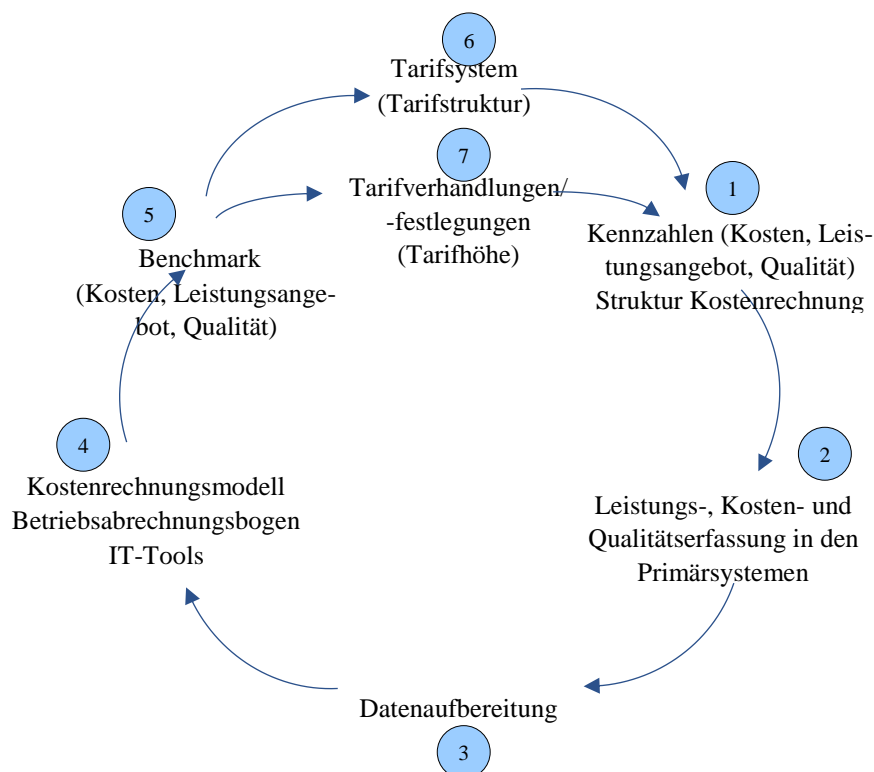 6
Tarifsystem
(Tarifstruktur)
7
Tarifverhandlungen/
-festlegungen
(Tarifhöhe)
1
Kennzahlen (Kosten, Leis-
tungsangebot, Qualität)
Struktur Kostenrechnung
2
Leistungs-, Kosten- und
Qualitätserfassung in den
Primärsystemen
Datenaufbereitung
3
4
Kostenrechnungsmodell
Betriebsabrechnungsbogen
IT-Tools
5
Benchmark
(Kosten, Leistungsange-
bot, Qualität)